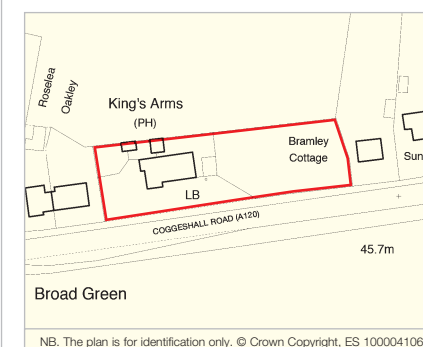 Roselea
Oakley
King's Arms
(PH)
Bramley
Cottage
Sun
LB
COGGESHALL ROAD (A120)
45.7m
Broad Green
NB. The plan is for identification only. © Crown Copyright, ES 100004106